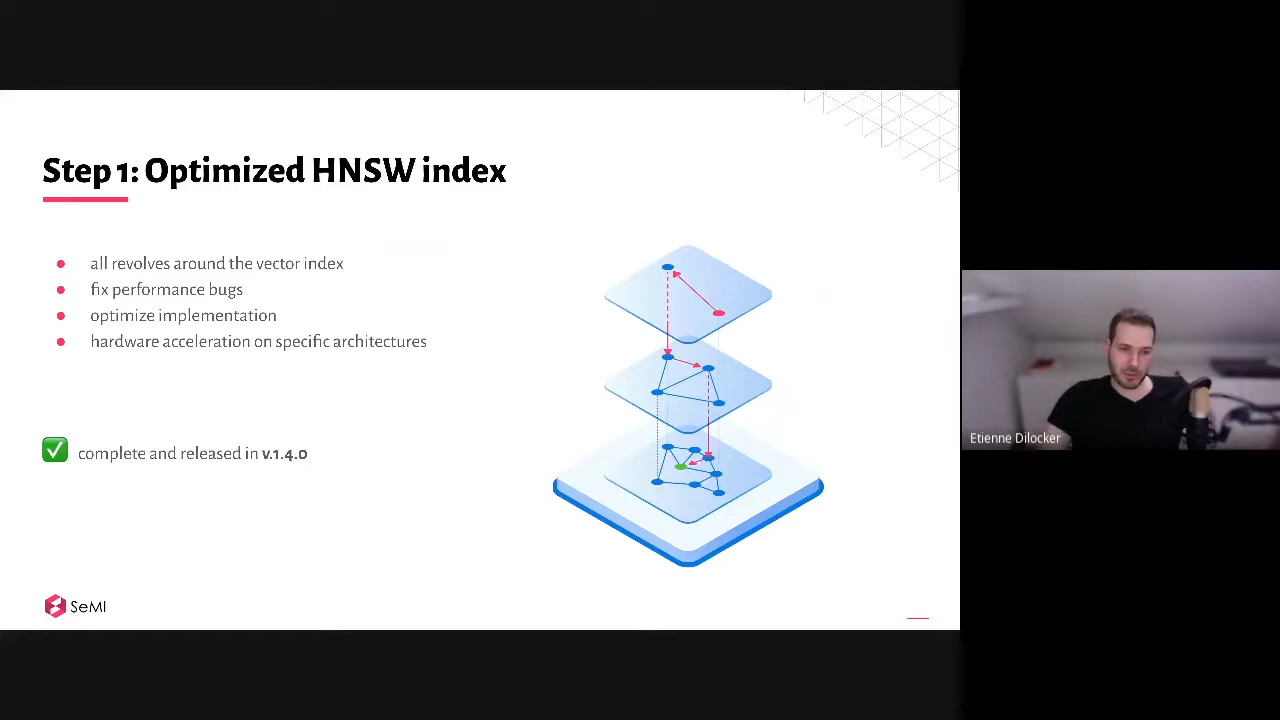 Step 1: Optimized HNSW index
all revolves around the vector index
fix performance bugs
optimize implementation
hardware acceleration on specific architectures
complete and released in v.1.4.0
SeMI
Etienne Dilocker